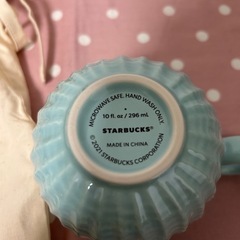 MICROWAVE SAFE. HAND WASH ONLY.
10 fl. oz / 296 mL
STARBUCKS®
MADE IN CHINA
© 2021 STARBUCKS CORPORATION